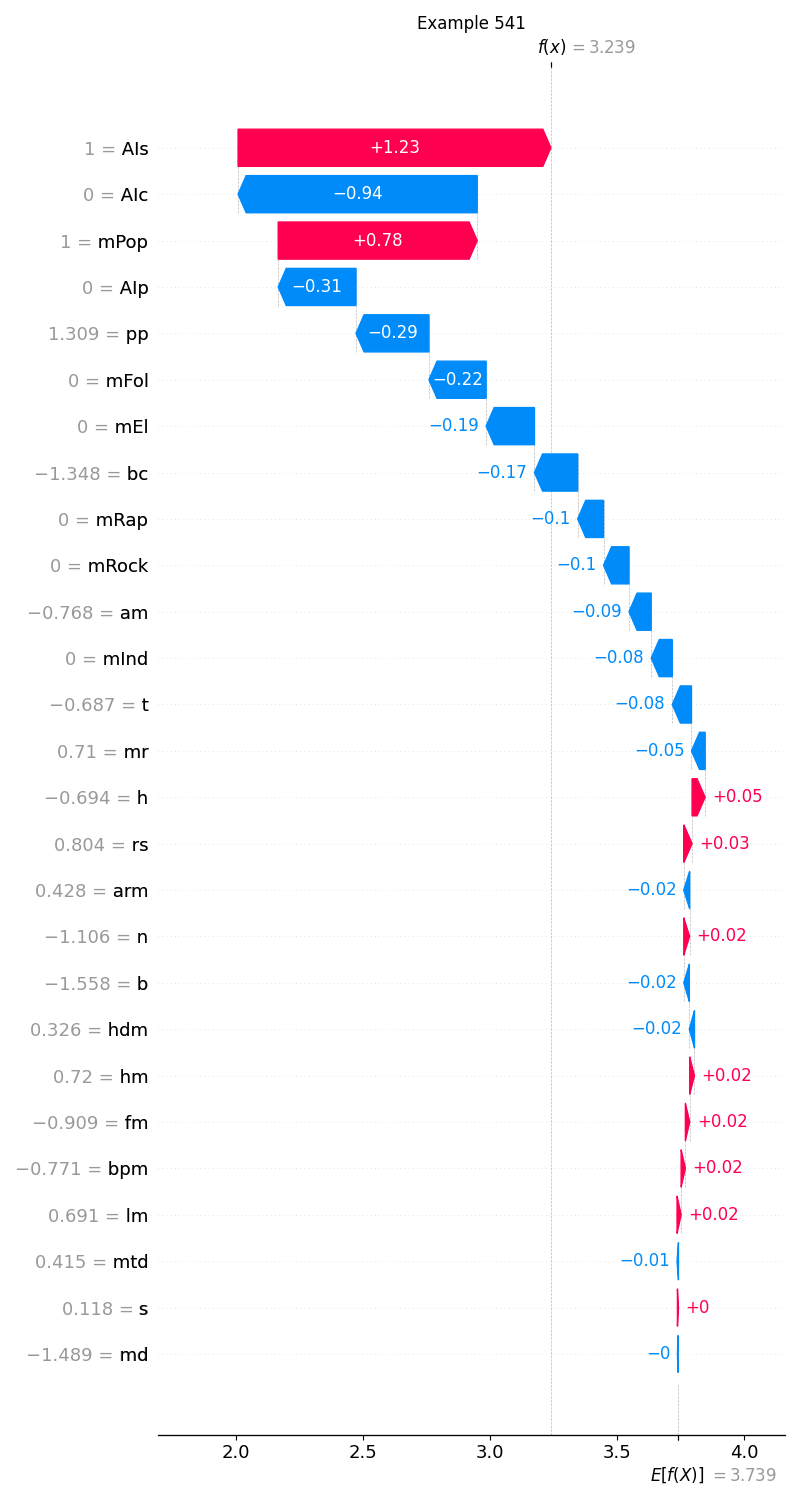 Example 541
f(x) = 3.239
1 = AIs +1.23
0 = AIc −0.94
1 = mPop +0.78
0 = AIp −0.31
1.309 = pp −0.29
0 = mFol −0.22
0 = mEl −0.19
−1.348 = bc −0.17
0 = mRap −0.1
0 = mRock −0.1
−0.768 = am −0.09
0 = mInd −0.08
−0.687 = t −0.08
0.71 = mr −0.05
−0.694 = h +0.05
0.804 = rs +0.03
0.428 = arm −0.02
−1.106 = n +0.02
−1.558 = b −0.02
0.326 = hdm −0.02
0.72 = hm +0.02
−0.909 = fm +0.02
−0.771 = bpm +0.02
0.691 = lm +0.02
0.415 = mtd −0.01
0.118 = s +0
−1.489 = md −0
2.0 2.5 3.0 3.5 4.0
E[f(X)] = 3.739